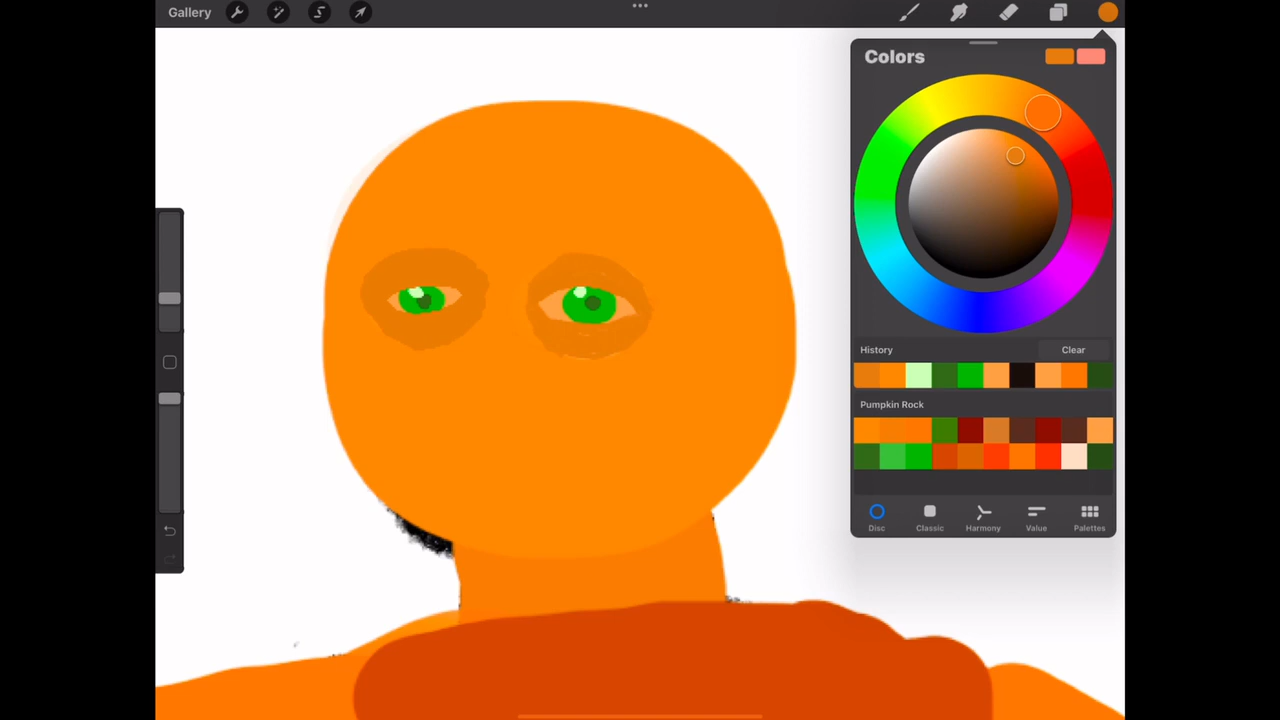 Gallery
Colors
History
Clear
Pumpkin Rock
Disc
Classic
Harmony
Value
Palettes